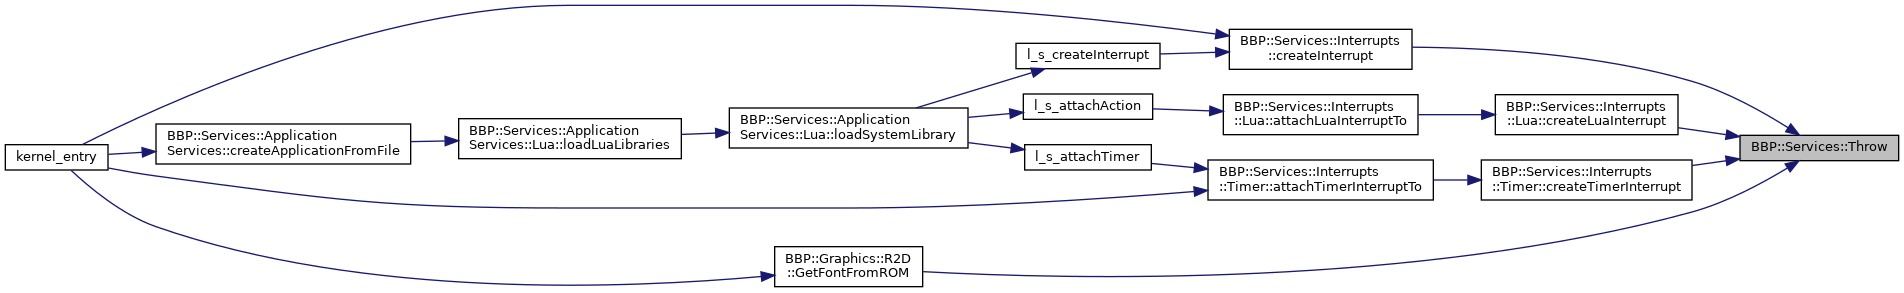 kernel_entry
BBP::Services::Application
Services::createApplicationFromFile
BBP::Services::Application
Services::Lua::loadLuaLibraries
BBP::Services::Application
Services::Lua::loadSystemLibrary
l_s_createInterrupt
l_s_attachAction
l_s_attachTimer
BBP::Graphics::R2D
::GetFontFromROM
BBP::Services::Interrupts
::createInterrupt
BBP::Services::Interrupts
::Lua::attachLuaInterruptTo
BBP::Services::Interrupts
::Timer::attachTimerInterruptTo
BBP::Services::Interrupts
::Lua::createLuaInterrupt
BBP::Services::Interrupts
::Timer::createTimerInterrupt
BBP::Services::Throw